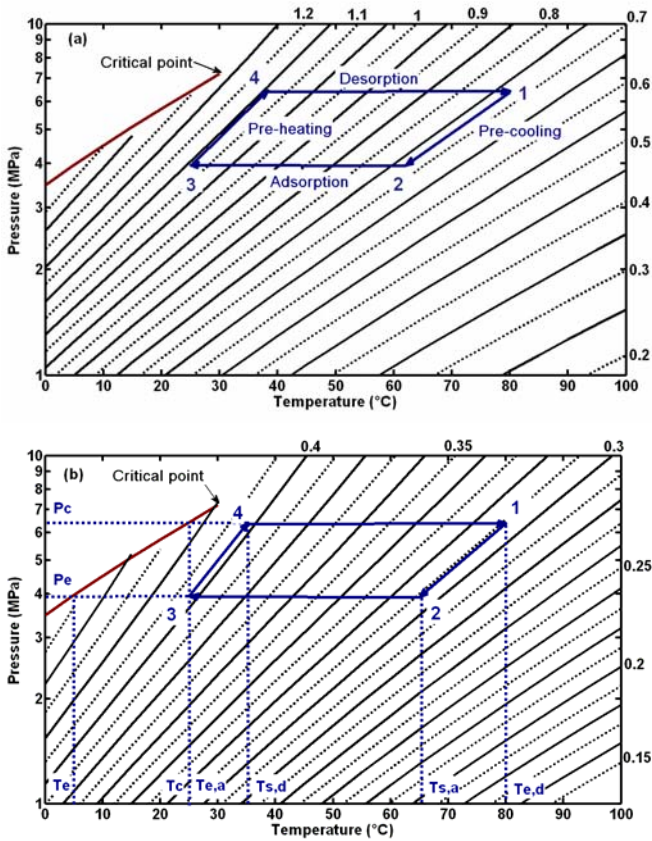 1.2 1.1 1 0.9 0.8 0.7
10
(a)
Critical point
9
8
7
6
5
4
3
2
1
Pressure (MPa)
4
Desorption
1
Pre-heating
Pre-cooling
3
Adsorption
2
0.6
0.5
0.4
0.3
0.2
0 10 20 30 40 50 60 70 80 90 100
Temperature (°C)
0.4 0.35 0.3
10
(b)
Critical point
9
8
7
6
5
4
3
2
1
Pressure (MPa)
Pc
Pe
4
1
3
2
0.25
0.2
0.15
Te Tc Te,a Ts,d Ts,a Te,d
0 10 20 30 40 50 60 70 80 90 100
Temperature (°C)